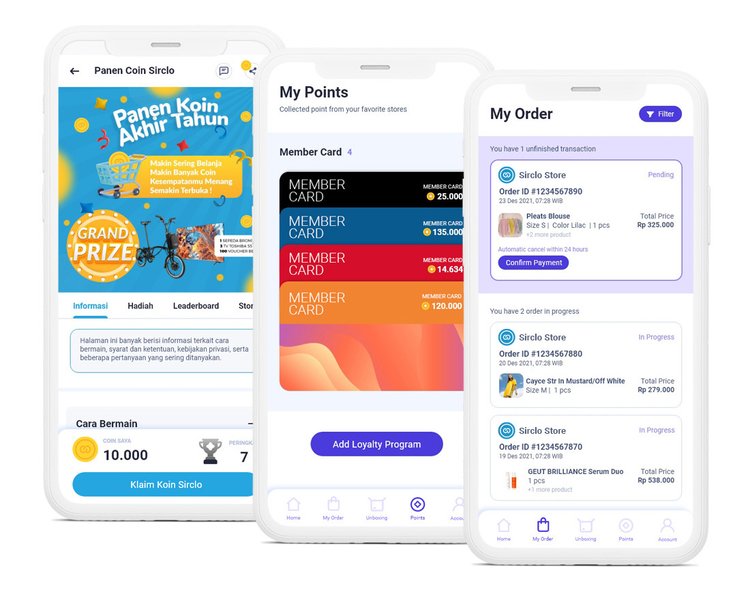 Panen Coin Sirclo
Panen Koin
Akhir Tahun
Makin Sering Belanja
Makin Banyak Coin
Kesempatanmu Menang
Semakin Terbuka !
GRAND
PRIZE
1 SEPEDA
3 TV TOSHIBA 55
100 VOUCHER BE
Informasi
Hadiah
Leaderboard
Stor
Halaman ini banyak berisi informasi terkait cara
bermain, syarat dan ketentuan, kebijakan privasi, serta
beberapa pertanyaan yang sering ditanyakan.
Cara Bermain
COIN SAYA
10.000
PERINGKA
7
Klaim Koin Sirclo
My Points
Collected point from your favorite stores
Member Card 4
MEMBER
CARD
MEMBER CARD
25.000
MEMBER
CARD
MEMBER CARD
135.000
MEMBER
CARD
MEMBER CARD
14.634
MEMBER
CARD
MEMBER CARD
120.000
Add Loyalty Program
Home
My Order
Unboxing
Points
Accou
My Order
Filter
You have 1 unfinished transaction
Sirclo Store
Pending
Order ID #1234567890
23 Des 2021, 07:28 WIB
Pleats Blouse
Size S | Color Lilac | 1 pcs
+2 more product
Total Price
Rp 325.000
Automatic cancel within 24 hours
Confirm Payment
You have 2 order in progress
Sirclo Store
In Progress
Order ID #1234567880
20 Des 2021, 07:28 WIB
Cayce Str In Mustard/Off White
Size M | 1 pcs
Total Price
Rp 279.000
Sirclo Store
In Progress
Order ID #1234567870
19 Des 2021, 07:28 WIB
GEUT BRILLIANCE Serum Duo
1 pcs
+1 more product
Total Price
Rp 538.000
Home
My Order
Unboxing
Points
Account